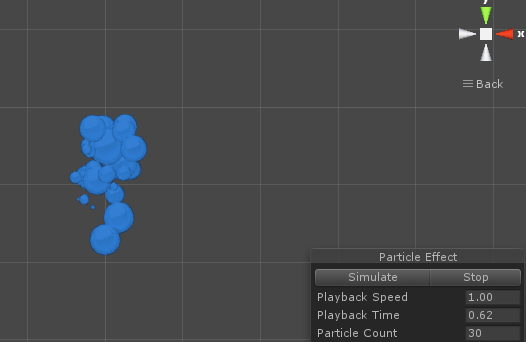 y
x
Back
Particle Effect
Simulate Stop
Playback Speed 1.00
Playback Time 0.62
Particle Count 30